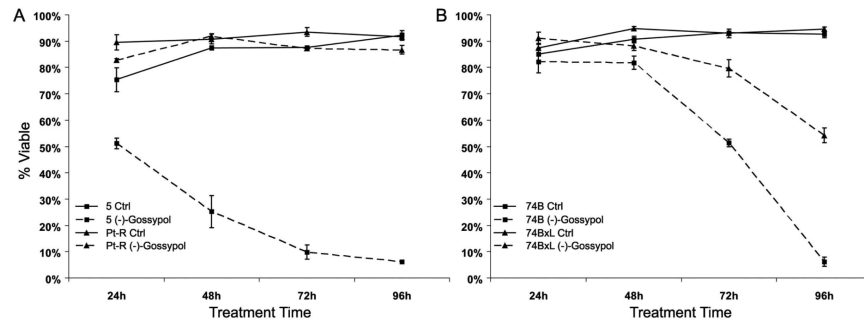 A
100%
90%
80%
70%
60%
50%
40%
30%
20%
10%
0%
% Viable
5 Ctrl
5 (-)-Gossypol
Pt-R Ctrl
Pt-R (-)-Gossypol
24h 48h 72h 96h
Treatment Time
B
100%
90%
80%
70%
60%
50%
40%
30%
20%
10%
0%
74B Ctrl
74B (-)-Gossypol
74BxL Ctrl
74BxL (-)-Gossypol
24h 48h 72h 96h
Treatment Time